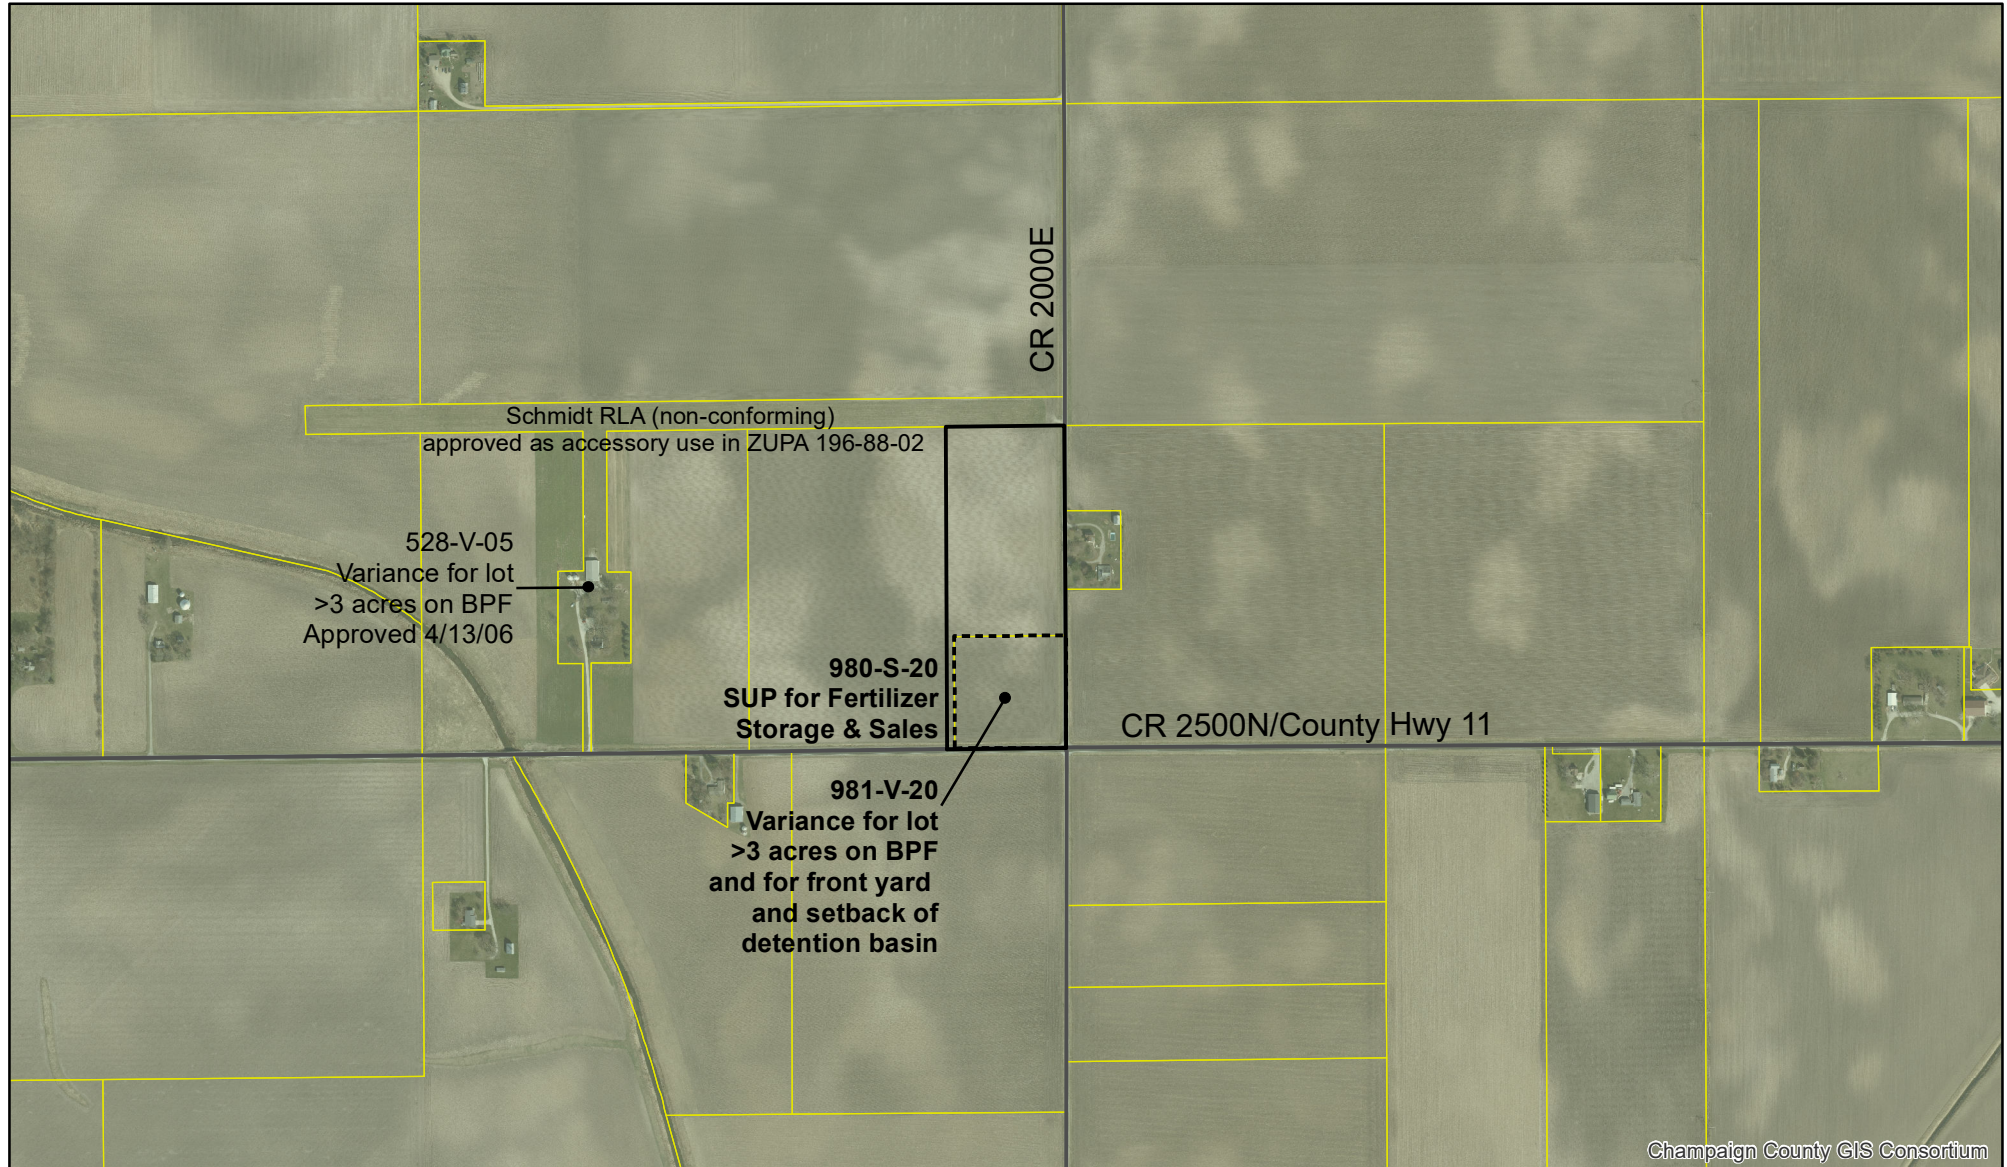 CR 2000E
Schmidt RLA (non-conforming)
approved as accessory use in ZUPA 196-88-02
528-V-05
Variance for lot
>3 acres on BPF
Approved 4/13/06
980-S-20
SUP for Fertilizer
Storage & Sales
CR 2500N/County Hwy 11
981-V-20
Variance for lot
>3 acres on BPF
and for front yard
and setback of
detention basin
Champaign County GIS Consortium